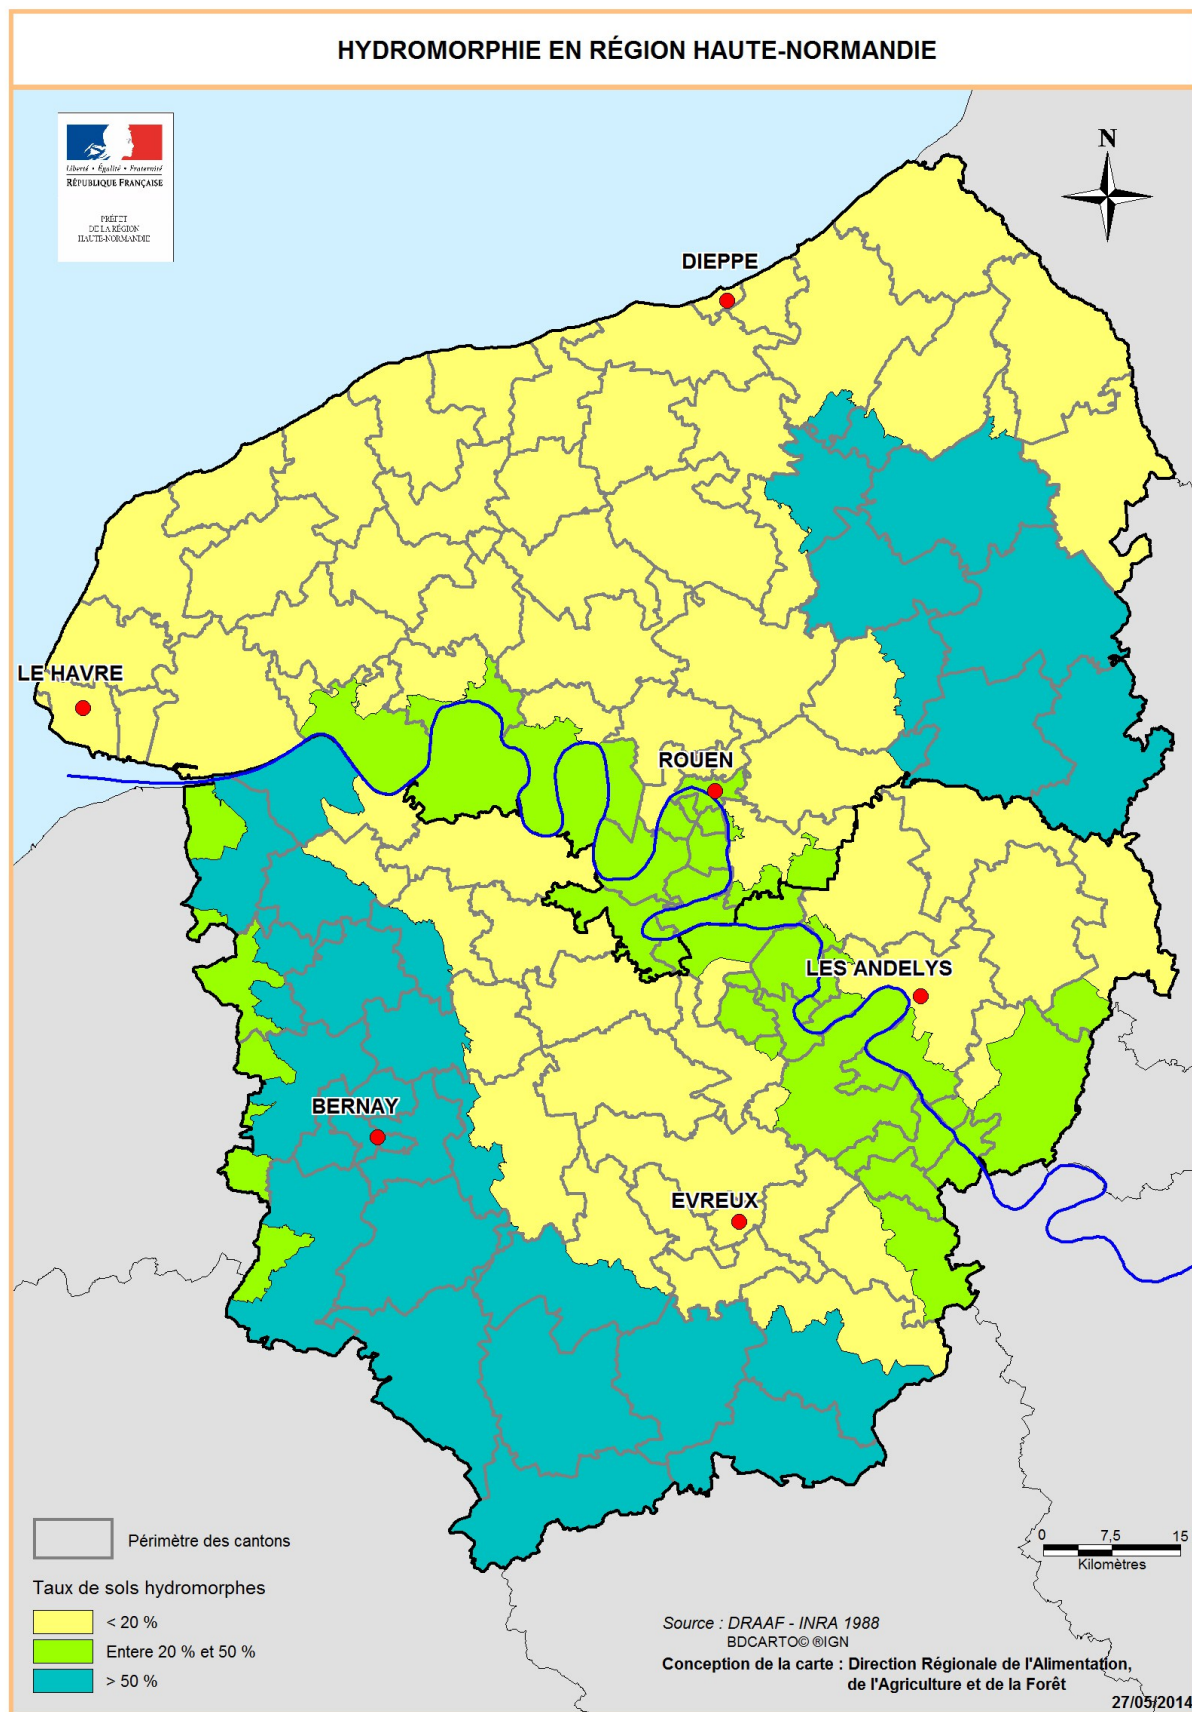 HYDROMORPHIE EN RÉGION HAUTE-NORMANDIE
Liberté • Égalité • Fraternité
RÉPUBLIQUE FRANÇAISE
PRÉFET
DE LA RÉGION
HAUTE-NORMANDIE
N
DIEPPE
LE HAVRE
ROUEN
LES ANDELYS
BERNAY
EVREUX
Périmètre des cantons
Taux de sols hydromorphes
< 20 %
Entere 20 % et 50 %
> 50 %
0 7,5 15
Kilomètres
Source : DRAAF - INRA 1988
BDCARTO© ®IGN
Conception de la carte : Direction Régionale de l'Alimentation,
de l'Agriculture et de la Forêt
27/05/2014